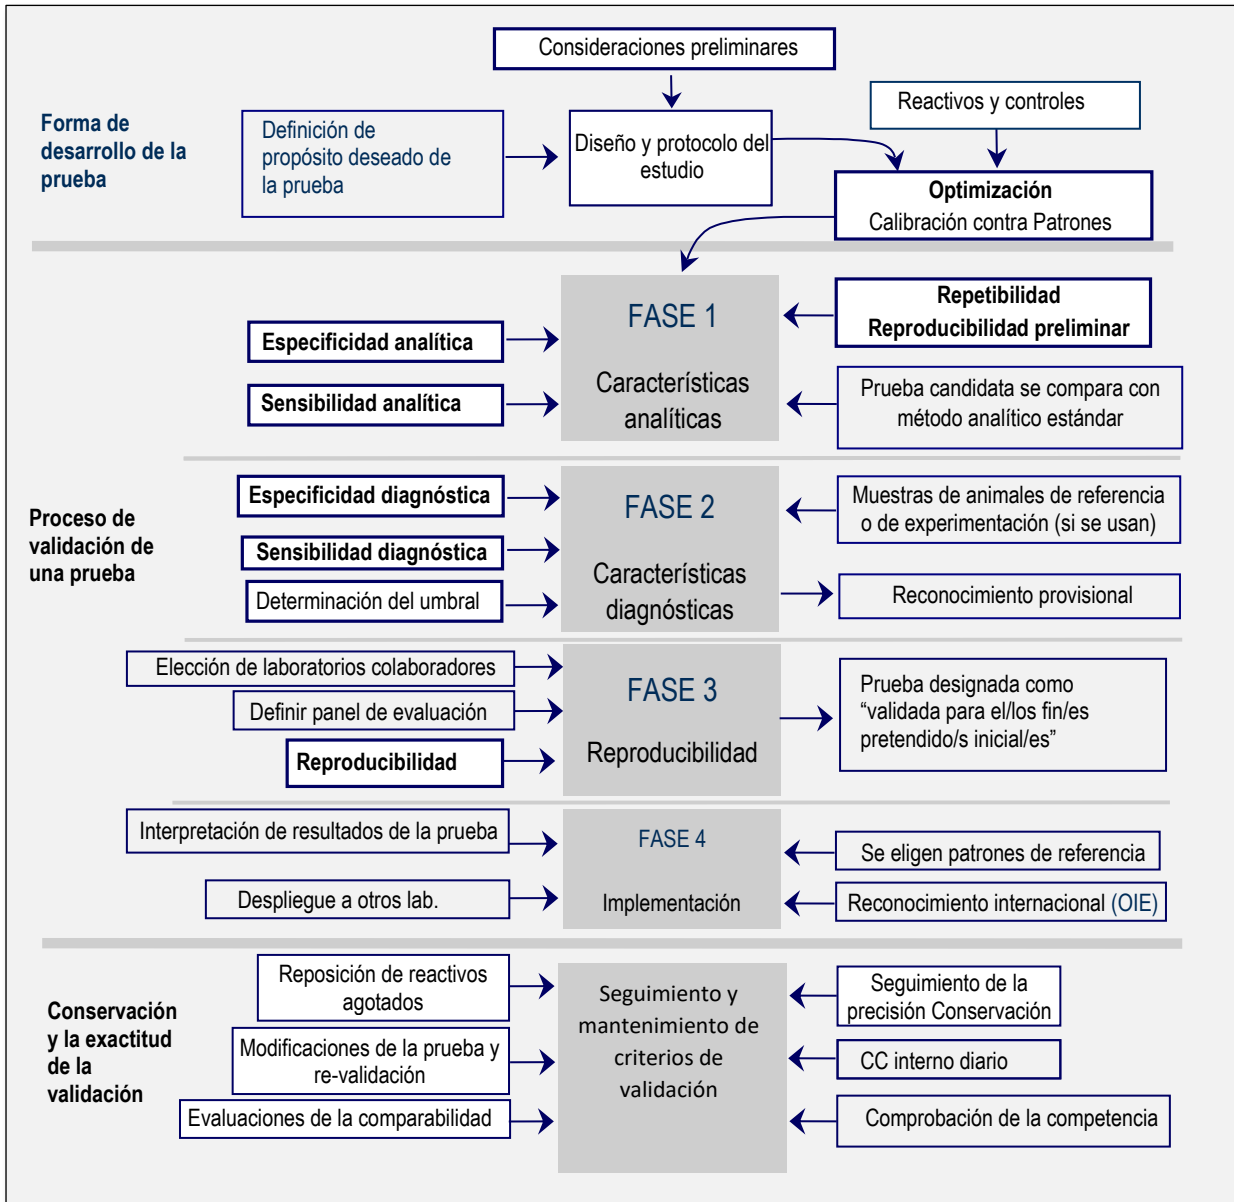 Consideraciones preliminares
Reactivos y controles
Forma de
desarrollo de la
prueba
Definición de
propósito deseado de
la prueba
Diseño y protocolo del
estudio
Optimización
Calibración contra Patrones
FASE 1
Característícas
analíticas
Especificidad analítica
Sensibilidad analítica
Repetibilidad
Reproducibilidad preliminar
Prueba candidata se compara con
método analítico estándar
Proceso de
validación de
una prueba
Especificidad diagnóstica
Sensibilidad diagnóstica
Determinación del umbral
FASE 2
Característícas
diagnósticas
Muestras de animales de referencia
o de experimentación (si se usan)
Reconocimiento provisional
Elección de laboratorios colaboradores
Definir panel de evaluación
Reproducibilidad
FASE 3
Reproducibilidad
Prueba designada como
“validada para el/los fin/es
pretendido/s inicial/es”
Interpretación de resultados de la prueba
Despliegue a otros lab.
FASE 4
Implementación
Se eligen patrones de referencia
Reconocimiento internacional (OIE)
Conservación
y la exactitud
de la
validación
Reposición de reactivos
agotados
Modificaciones de la prueba y
re-validación
Evaluaciones de la comparabilidad
Seguimiento y
mantenimiento de
criterios de
validación
Seguimiento de la
precisión Conservación
CC interno diario
Comprobación de la competencia